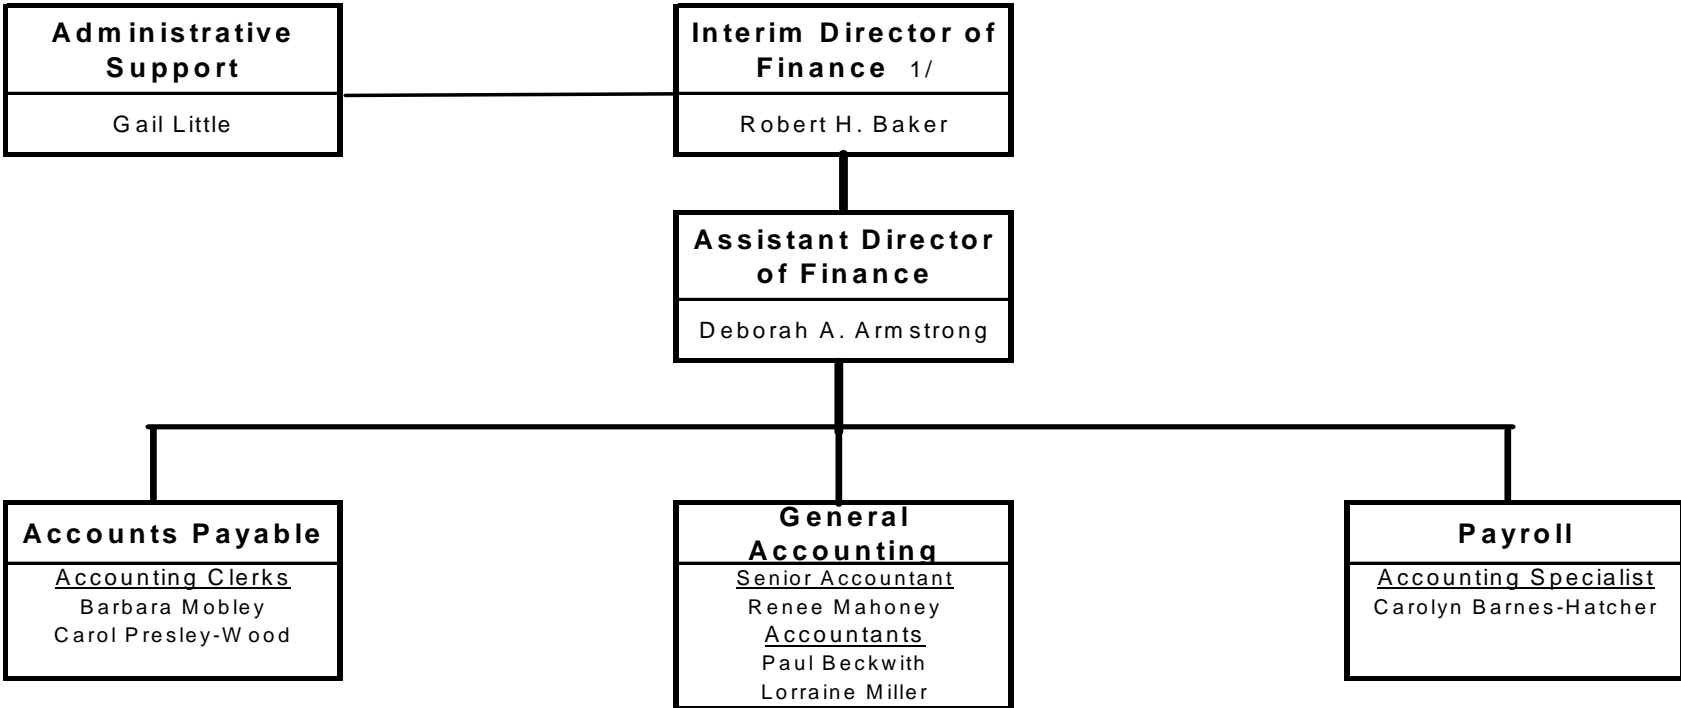 Administrative
Support
Gail Little
Interim Director of
Finance 1/
Robert H. Baker
Assistant Director
of Finance
Deborah A. Armstrong
Accounts Payable
Accounting Clerks
Barbara Mobley
Carol Presley-Wood
General
Accounting
Senior Accountant
Renee Mahoney
Accountants
Paul Beckwith
Lorraine Miller
Payroll
Accounting Specialist
Carolyn Barnes-Hatcher